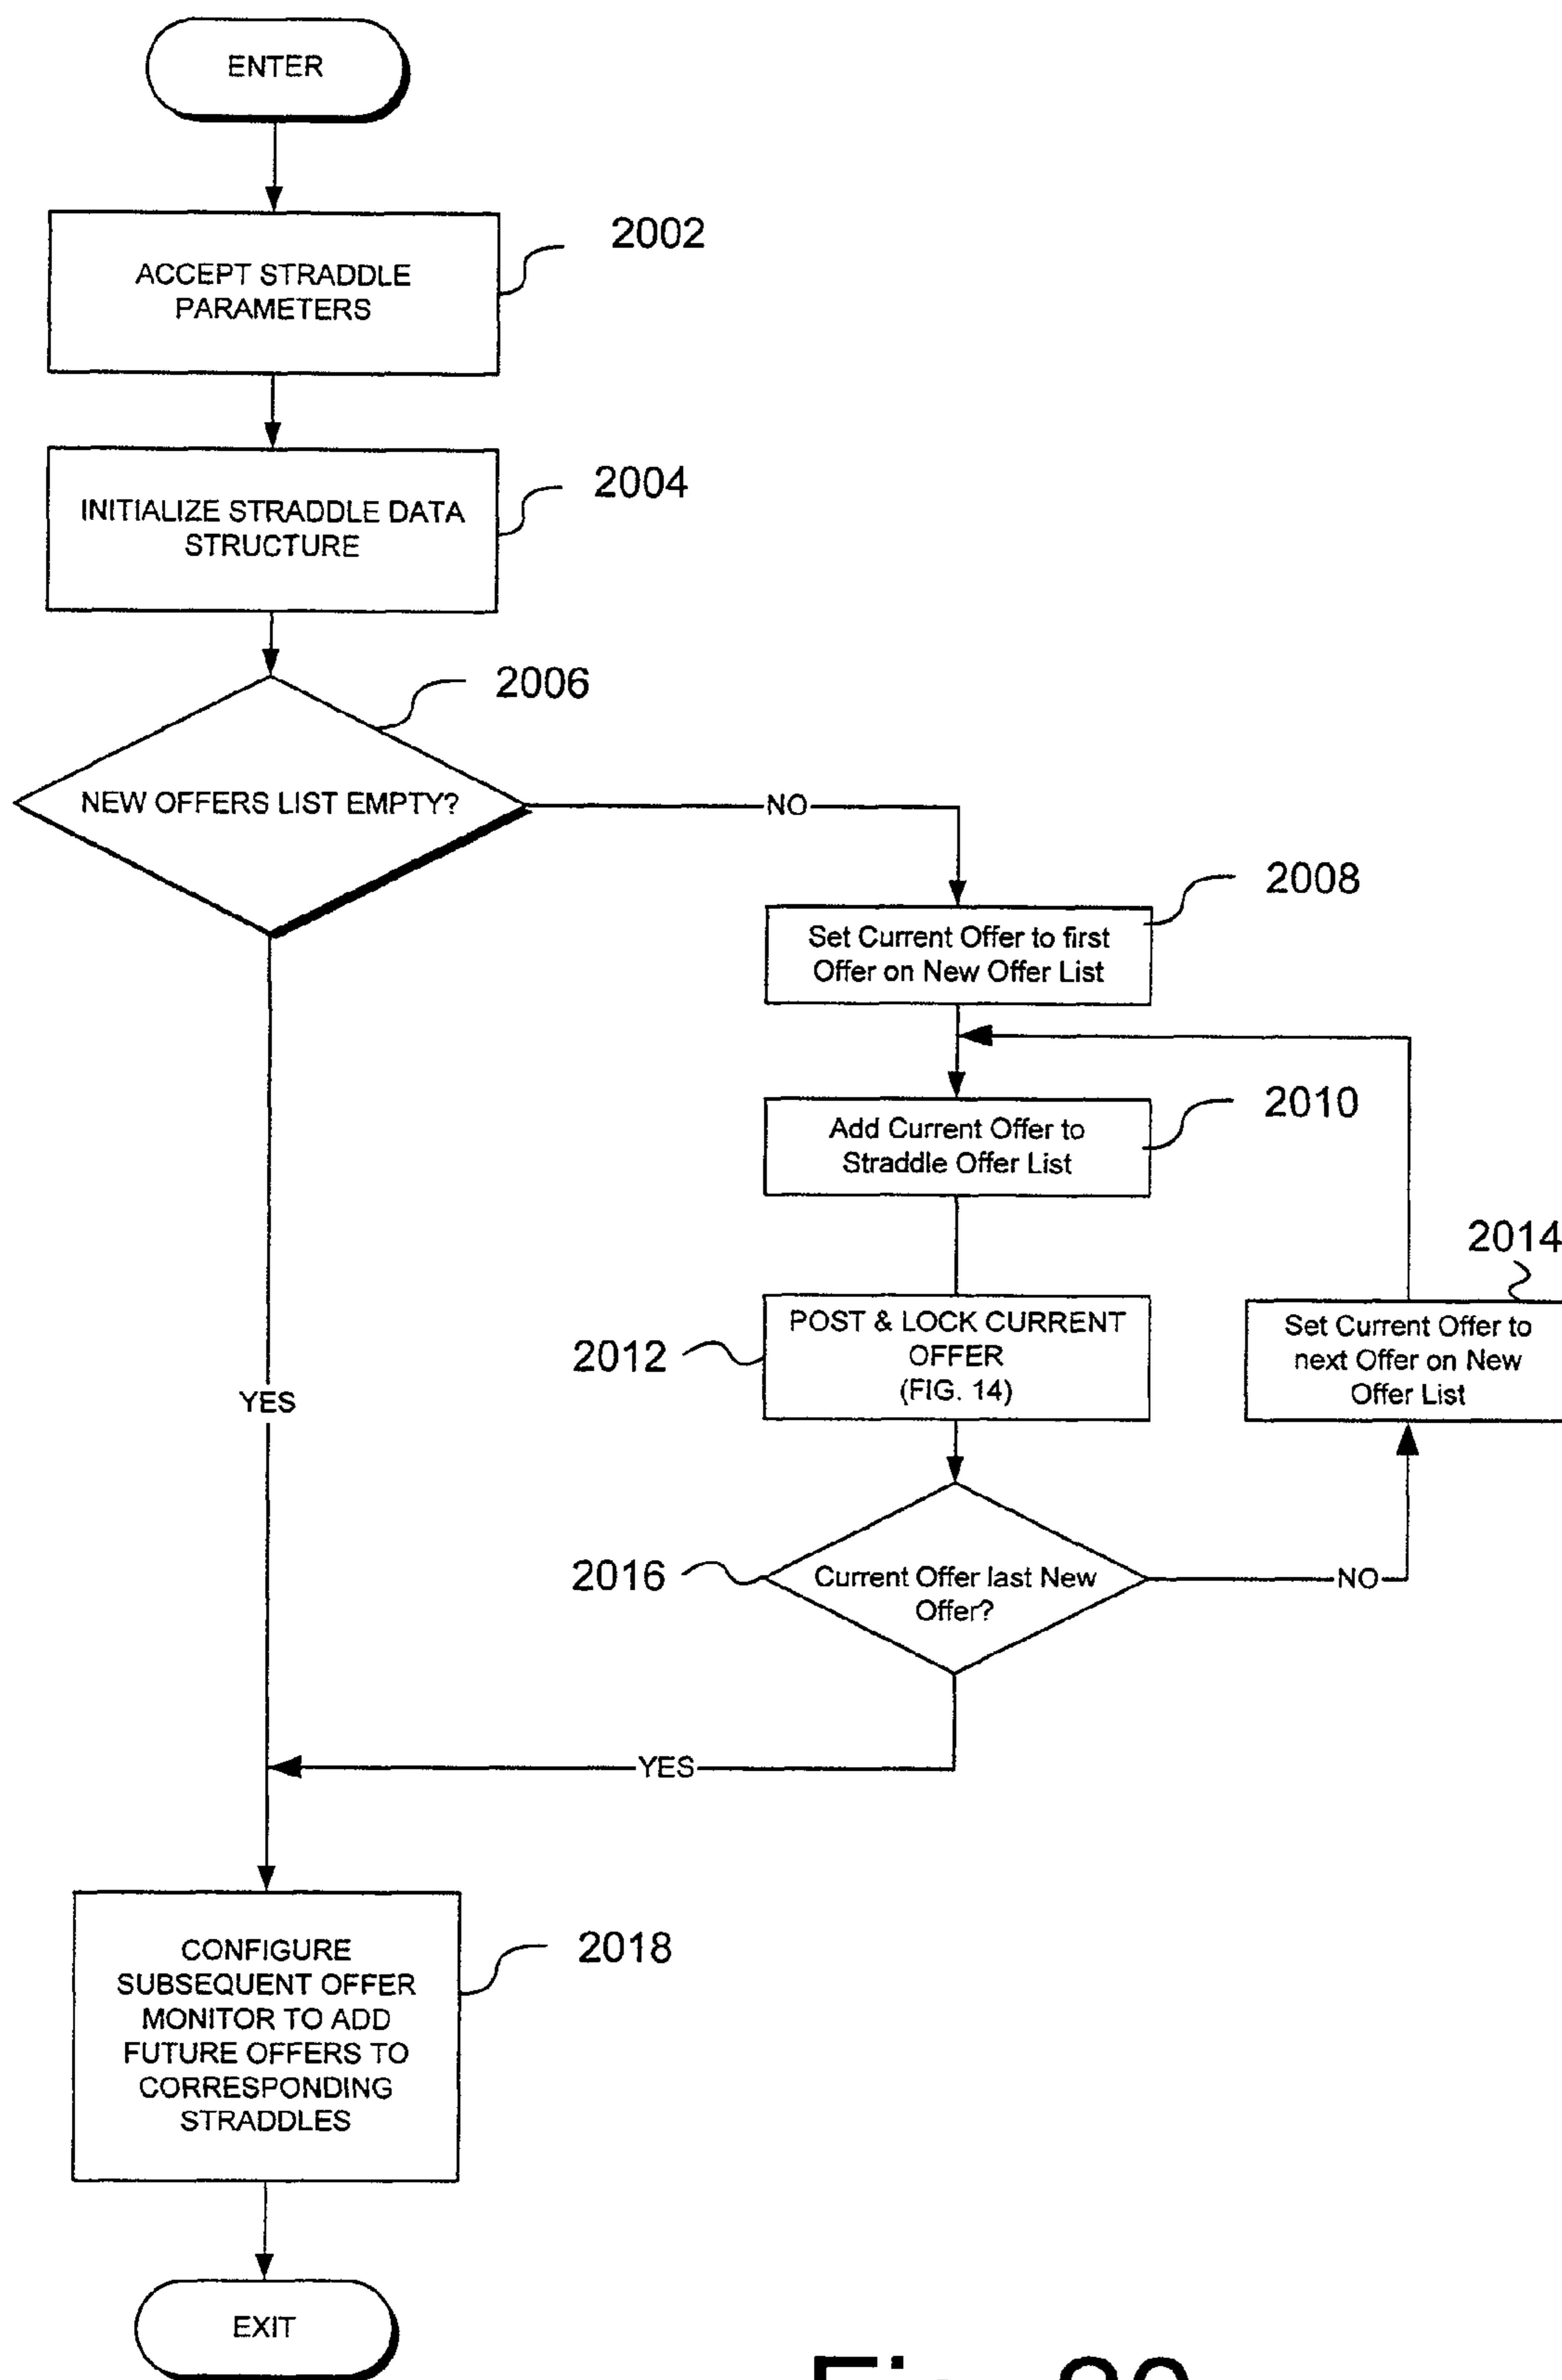 ENTER
2002
ACCEPT STRADDLE
PARAMETERS
2004
INITIALIZE STRADDLE DATA
STRUCTURE
2006
NEW OFFERS LIST EMPTY?
NO
2008
Set Current Offer to first
Offer on New Offer List
2010
Add Current Offer to
Straddle Offer List
2014
Set Current Offer to
next Offer on New
Offer List
2012
POST & LOCK CURRENT
OFFER
(FIG. 14)
YES
2016
Current Offer last New
Offer?
NO
YES
2018
CONFIGURE
SUBSEQUENT OFFER
MONITOR TO ADD
FUTURE OFFERS TO
CORRESPONDING
STRADDLES
EXIT